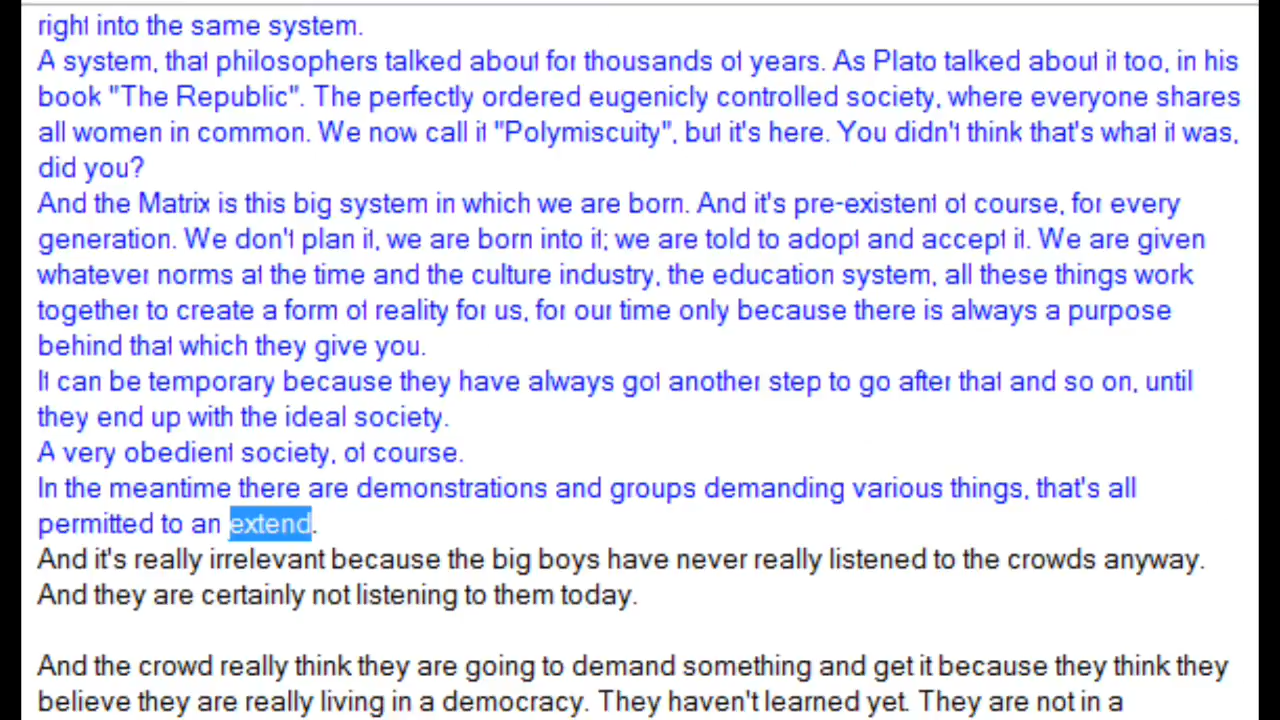 right into the same system.
A system, that philosophers talked about for thousands of years. As Plato talked about it too, in his
book "The Republic". The perfectly ordered eugenicly controlled society, where everyone shares
all women in common. We now call it "Polymiscuity", but it's here. You didn't think that's what it was,
did you?
And the Matrix is this big system in which we are born. And it's pre-existent of course, for every
generation. We don't plan it, we are born into it; we are told to adopt and accept it. We are given
whatever norms at the time and the culture industry, the education system, all these things work
together to create a form of reality for us, for our time only because there is always a purpose
behind that which they give you.
It can be temporary because they have always got another step to go after that and so on, until
they end up with the ideal society.
A very obedient society, of course.
In the meantime there are demonstrations and groups demanding various things, that's all
permitted to an extend.
And it's really irrelevant because the big boys have never really listened to the crowds anyway.
And they are certainly not listening to them today.
And the crowd really think they are going to demand something and get it because they think they
believe they are really living in a democracy. They haven't learned yet. They are not in a